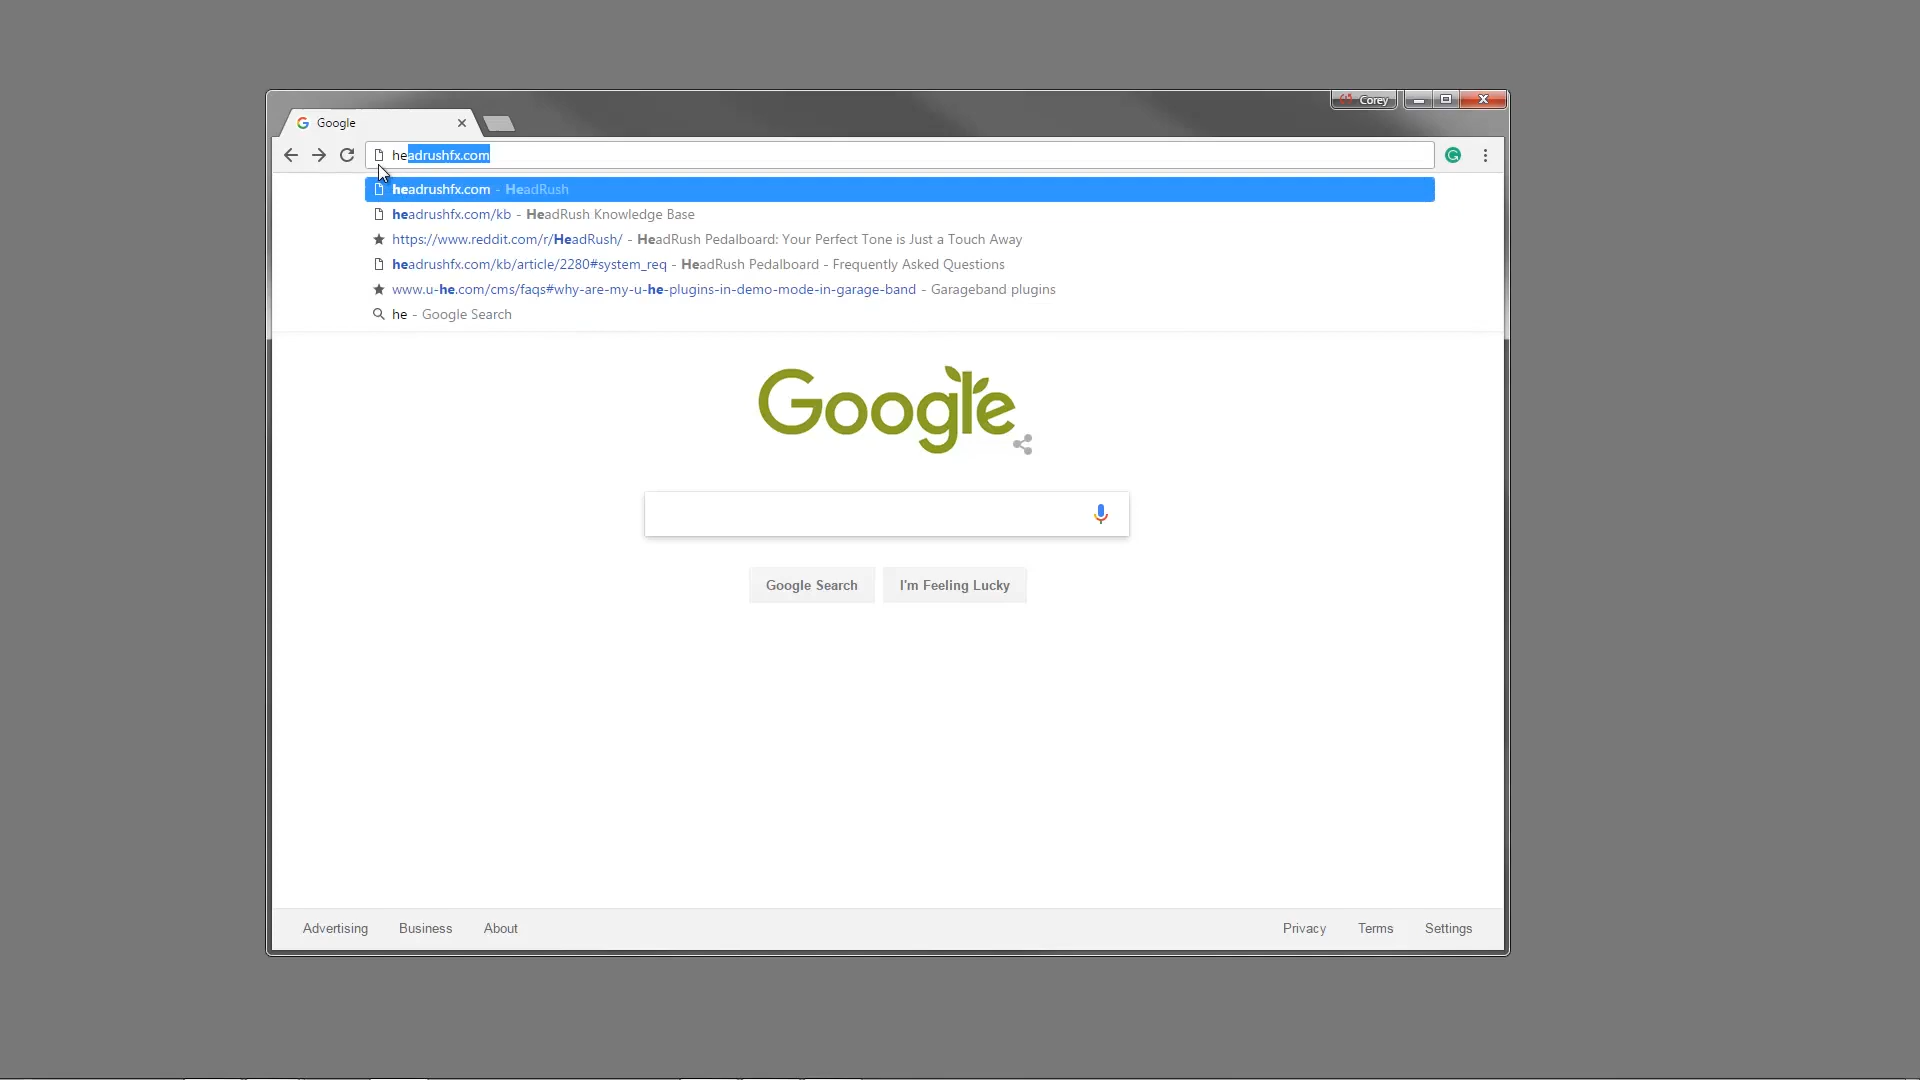 Corey
Google
headrushfx.com
headrushfx.com - HeadRush
headrushfx.com/kb - HeadRush Knowledge Base
https://www.reddit.com/r/HeadRush/ - HeadRush Pedalboard: Your Perfect Tone is Just a Touch Away
headrushfx.com/kb/article/2280#system_req - HeadRush Pedalboard - Frequently Asked Questions
www.u-he.com/cms/faqs#why-are-my-u-he-plugins-in-demo-mode-in-garage-band - Garageband plugins
he - Google Search
Google
Google Search I'm Feeling Lucky
Advertising Business About Privacy Terms Settings